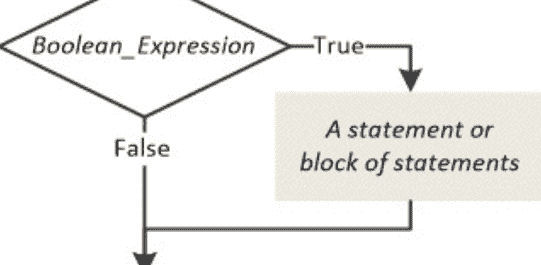 Boolean_Expression
True
A statement or
block of statements
False